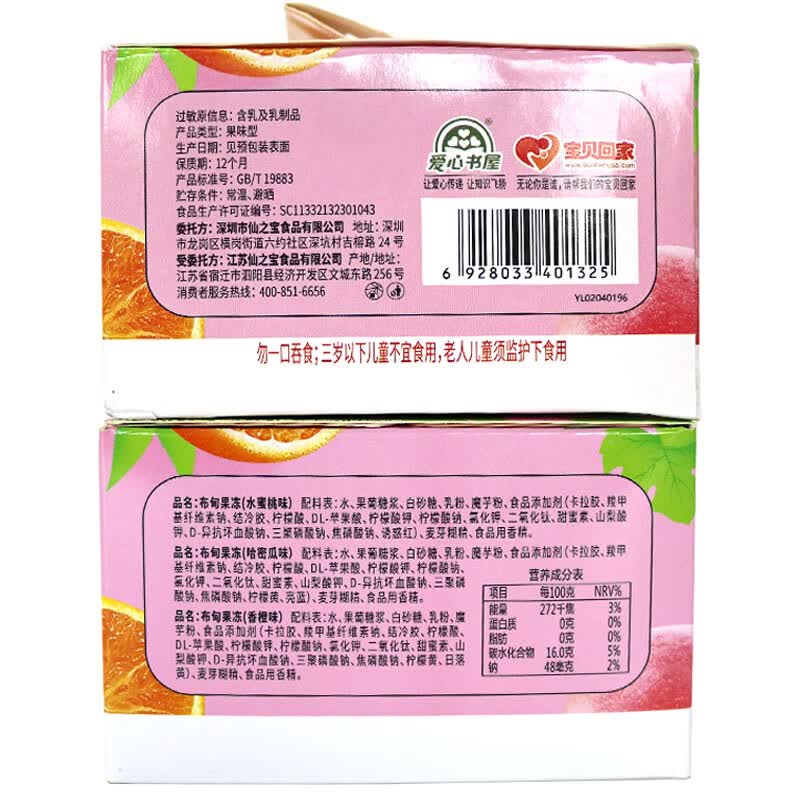 过敏原信息：含乳及乳制品
产品类型：果味型
生产日期：见预包装表面
保质期：12个月
产品标准号：GB/T 19883
贮存条件：常温、避晒
食品生产许可证编号：SC11332132301043
委托方：深圳市仙之宝食品有限公司 地址：深圳
市龙岗区横岗街道六约社区深坑村吉榕路 24 号
受委托方：江苏仙之宝食品有限公司 产地/地址：
江苏省宿迁市泗阳县经济开发区文城东路256号
消费者服务热线：400-851-6656
爱心书屋®
让爱心传递 让知识飞扬
宝贝回家
无论你是谁，请帮我们的宝贝回家
6 928033 401325
YL02040196
勿一口吞食；三岁以下儿童不宜食用，老人儿童须监护下食用
品名：布甸果冻(水蜜桃味) 配料表：水、果葡糖浆、白砂糖、乳粉、魔芋粉、食品添加剂（卡拉胶、羧甲
基纤维素钠、结冷胶、柠檬酸、DL-苹果酸、柠檬酸钾、柠檬酸钠、氯化钾、二氧化钛、甜蜜素、山梨酸
钾、D-异抗坏血酸钠、三聚磷酸钠、焦磷酸钠、诱惑红）、麦芽糊精、食品用香精。
品名：布甸果冻(哈密瓜味) 配料表：水、果葡糖浆、白砂糖、乳粉、魔芋粉、食品添加剂（卡拉胶、羧甲
基纤维素钠、结冷胶、柠檬酸、DL-苹果酸、柠檬酸钾、柠檬酸钠、
氯化钾、二氧化钛、甜蜜素、山梨酸钾、D-异抗坏血酸钠、三聚磷
酸钠、焦磷酸钠、柠檬黄、亮蓝）、麦芽糊精、食品用香精。
品名：布甸果冻(香橙味) 配料表：水、果葡糖浆、白砂糖、乳粉、魔
芋粉、食品添加剂（卡拉胶、羧甲基纤维素钠、结冷胶、柠檬酸、
DL-苹果酸、柠檬酸钾、柠檬酸钠、氯化钾、二氧化钛、甜蜜素、山
梨酸钾、D-异抗坏血酸钠、三聚磷酸钠、焦磷酸钠、柠檬黄、日落
黄）、麦芽糊精、食品用香精。
营养成分表
项目 每100克 NRV%
能量 272千焦 3%
蛋白质 0克 0%
脂肪 0克 0%
碳水化合物 16.0克 5%
钠 48毫克 2%